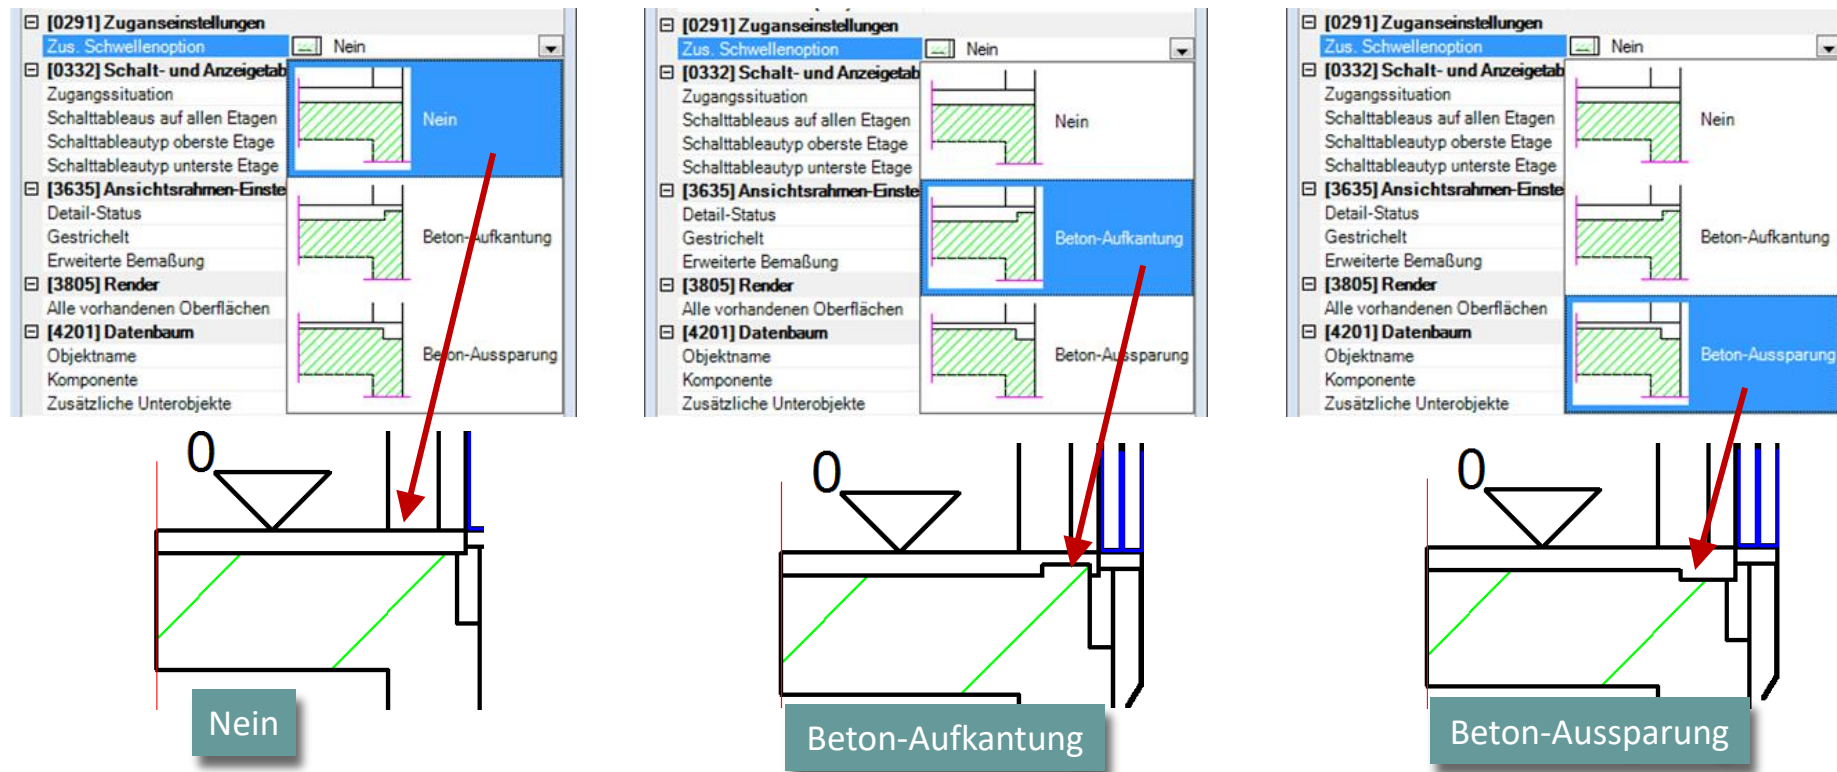 [0291] Zuganseinstellungen
Zus. Schwellenoption Nein
[0332] Schalt- und Anzeigetab
Zugangssituation
Schalttableaus auf allen Etagen
Schalttableautyp oberste Etage
Schalttableautyp unterste Etage
[3635] Ansichtsrahmen-Einste
Detail-Status
Gestrichelt
Erweiterte Bemaßung
[3805] Render
Alle vorhandenen Oberflächen
[4201] Datenbaum
Objektname
Komponente
Zusätzliche Unterobjekte
Nein
Beton-Aufkantung
Beton-Aussparung
0
Nein
[0291] Zuganseinstellungen
Zus. Schwellenoption Nein
[0332] Schalt- und Anzeigetab
Zugangssituation
Schalttableaus auf allen Etagen
Schalttableautyp oberste Etage
Schalttableautyp unterste Etage
[3635] Ansichtsrahmen-Einste
Detail-Status
Gestrichelt
Erweiterte Bemaßung
[3805] Render
Alle vorhandenen Oberflächen
[4201] Datenbaum
Objektname
Komponente
Zusätzliche Unterobjekte
Nein
Beton-Aufkantung
Beton-Aussparung
0
Beton-Aufkantung
[0291] Zuganseinstellungen
Zus. Schwellenoption Nein
[0332] Schalt- und Anzeigetab
Zugangssituation
Schalttableaus auf allen Etagen
Schalttableautyp oberste Etage
Schalttableautyp unterste Etage
[3635] Ansichtsrahmen-Einste
Detail-Status
Gestrichelt
Erweiterte Bemaßung
[3805] Render
Alle vorhandenen Oberflächen
[4201] Datenbaum
Objektname
Komponente
Zusätzliche Unterobjekte
Nein
Beton-Aufkantung
Beton-Aussparung
0
Beton-Aussparung